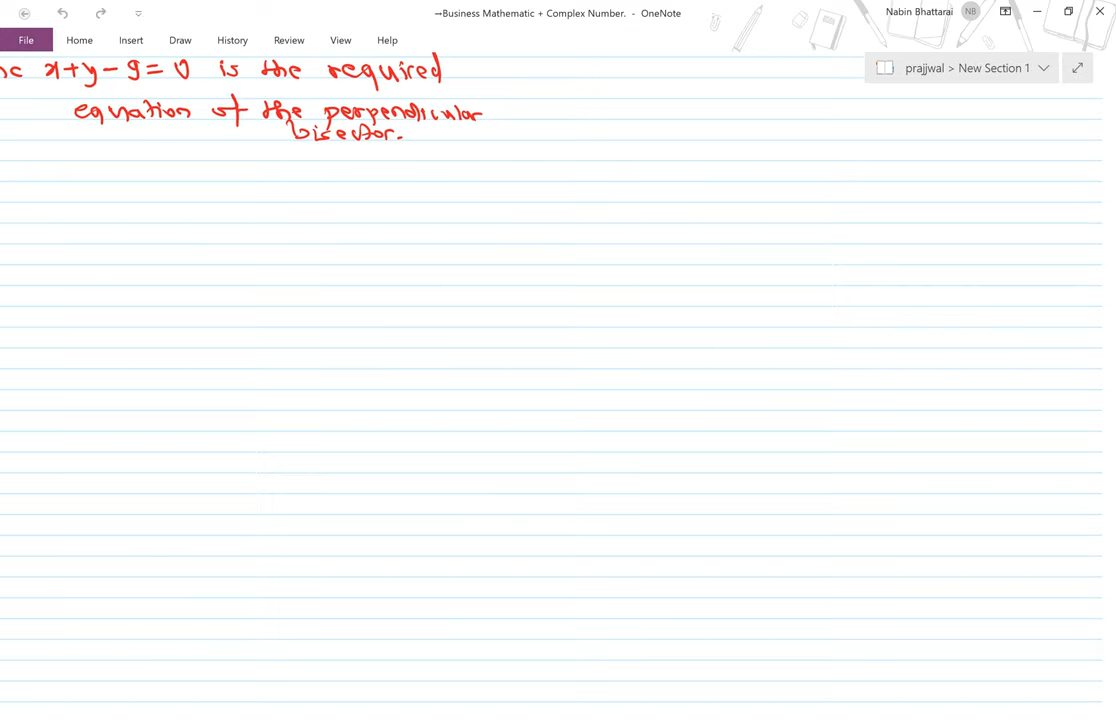 →Business Mathematic + Complex Number. - OneNote
Nabin Bhattarai NB
File Home Insert Draw History Review View Help
prajjwal > New Section 1
x+y-9=0 is the required
equation of the perpendicular
bisector.